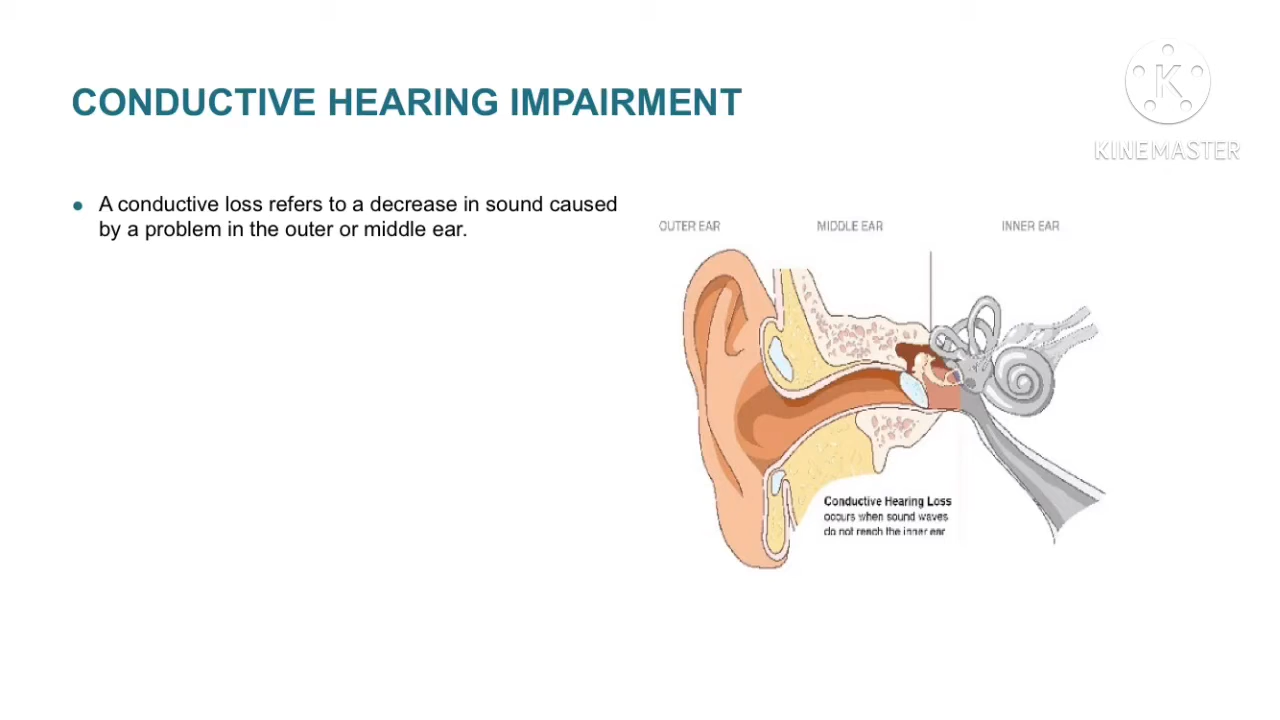 CONDUCTIVE HEARING IMPAIRMENT
K
KINEMASTER
A conductive loss refers to a decrease in sound caused
by a problem in the outer or middle ear.
OUTER EAR
MIDDLE EAR
INNER EAR
Conductive Hearing Loss
occurs when sound waves
do not reach the inner ear